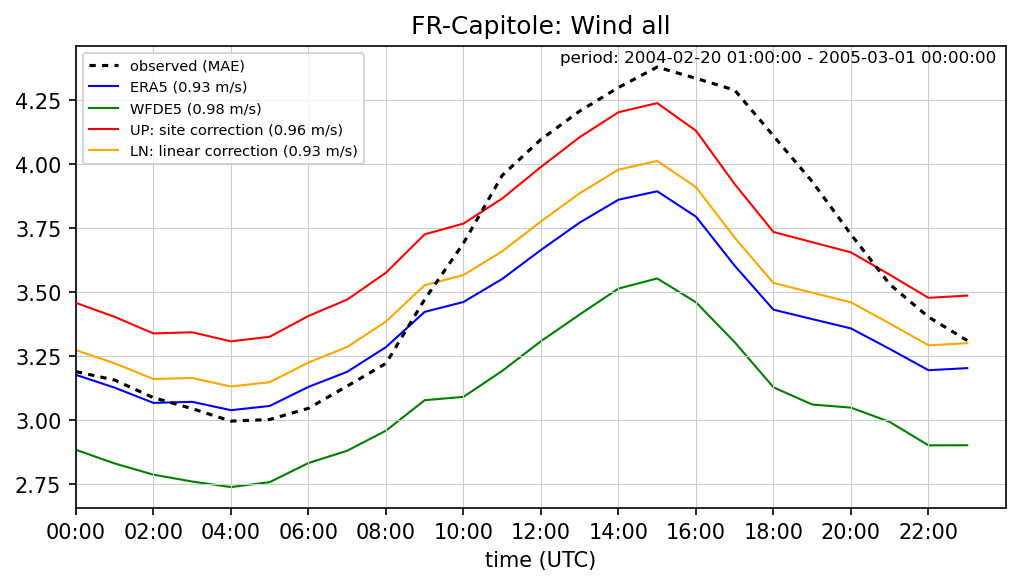 FR-Capitole: Wind all
period: 2004-02-20 01:00:00 - 2005-03-01 00:00:00
observed (MAE)
ERA5 (0.93 m/s)
WFDE5 (0.98 m/s)
UP: site correction (0.96 m/s)
LN: linear correction (0.93 m/s)
4.25
4.00
3.75
3.50
3.25
3.00
2.75
00:00 02:00 04:00 06:00 08:00 10:00 12:00 14:00 16:00 18:00 20:00 22:00
time (UTC)